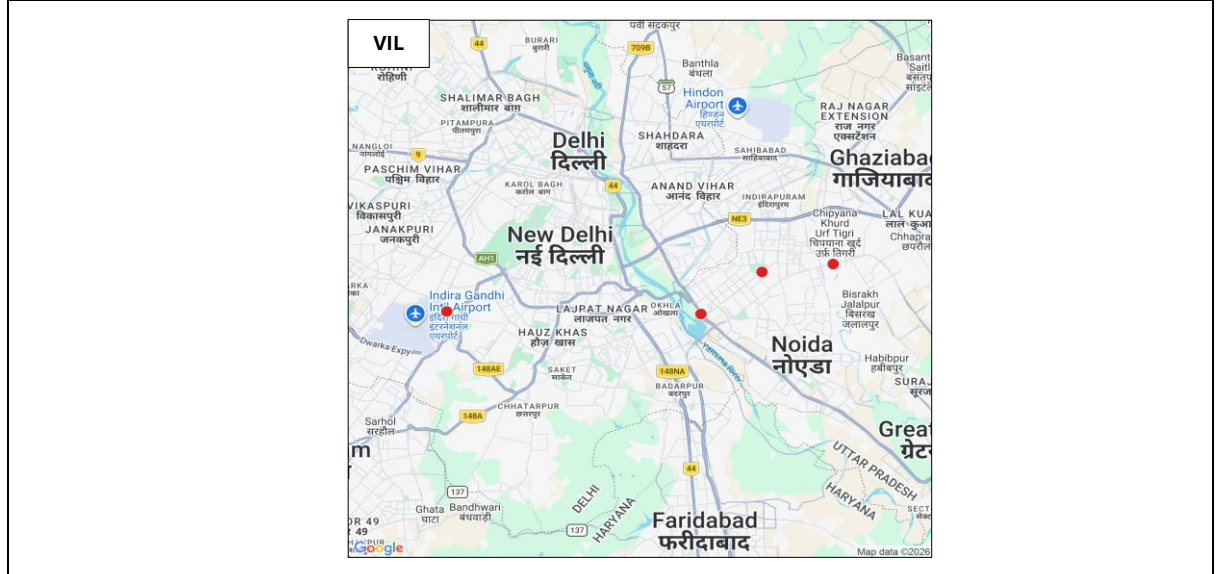 VIL
पवी सदकपुर
44
BURARI
बुरारी
709B
Banthla
बंथला
रोहिणी
57
Hindon
Airport
हिण्डन
एयरपोर्ट
SHALIMAR BAGH
शालीमार बाग़
RAJ NAGAR
EXTENSION
राज नगर
एक्सटेंशन
PITAMPURA
पीतमपुरा
Delhi
दिल्ली
SHAHDARA
शाहदरा
NANGLOI
नांगलोई
9
SAHIBABAD
साहिबाबाद
Ghaziabad
गाजियाबाद
PASCHIM VIHAR
पश्चिम विहार
KAROL BAGH
करोल बाग
44
ANAND VIHAR
आनंद विहार
INDIRAPURAM
इंदिरापुरम
VIKASPURI
विकासपुरी
NE3
Chipyana
Khurd
Urf Tigri
चिपयाना खुर्द
उर्फ़ तिगरी
LAL KUA
लाल कुआ
JANAKPURI
जनकपुरी
New Delhi
नई दिल्ली
Chhapra
छपरौल
AH1
Indira Gandhi
Int'l Airport
इंदिरा गांधी
इंटरनेशनल
एयरपोर्ट
LAJPAT NAGAR
लाजपत नगर
OKHLA
ओखला
Bisrakh
Jalalpur
बिसरख
जलालपुर
HAUZ KHAS
हौज़ खास
Dwarka Expy
Noida
नोएडा
Yamuna River
Habibpur
हबीबपुर
148AE
SAKET
साकेत
148NA
BADARPUR
बदरपुर
SURAJ
सूरज
CHHATARPUR
छतरपुर
148A
Sarhol
सरहौल
Great
ग्रेट
m
44
UTTAR PRADESH
HARYANA
137
Ghata
घाटा
Bandhwari
बंधवाड़ी
DELHI
HARYANA
137
SECT
OR 49
49
Faridabad
फरीदाबाद
Google
Map data ©2026